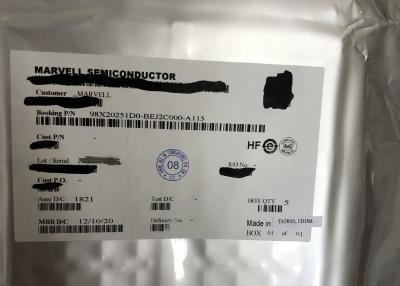 MARVELL SEMICONDUCTOR
Customer MARVELL
Booking P/N 98X20251D0-BEJ2C000-A115
Cust P/N
HF e
Lot / Serial
08
S/O No. -
Cust P.O.
Assy D/C 1821 Test D/C - BOX QTY 5
MBB D/C 12/10/20 Delivery No. - Made in TAIWAN, CHINA
BOX 01 of 01